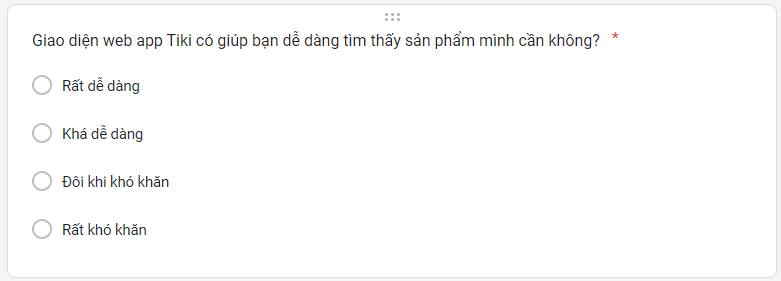 Giao diện web app Tiki có giúp bạn dễ dàng tìm thấy sản phẩm mình cần không? *
Rất dễ dàng
Khá dễ dàng
Đôi khi khó khăn
Rất khó khăn